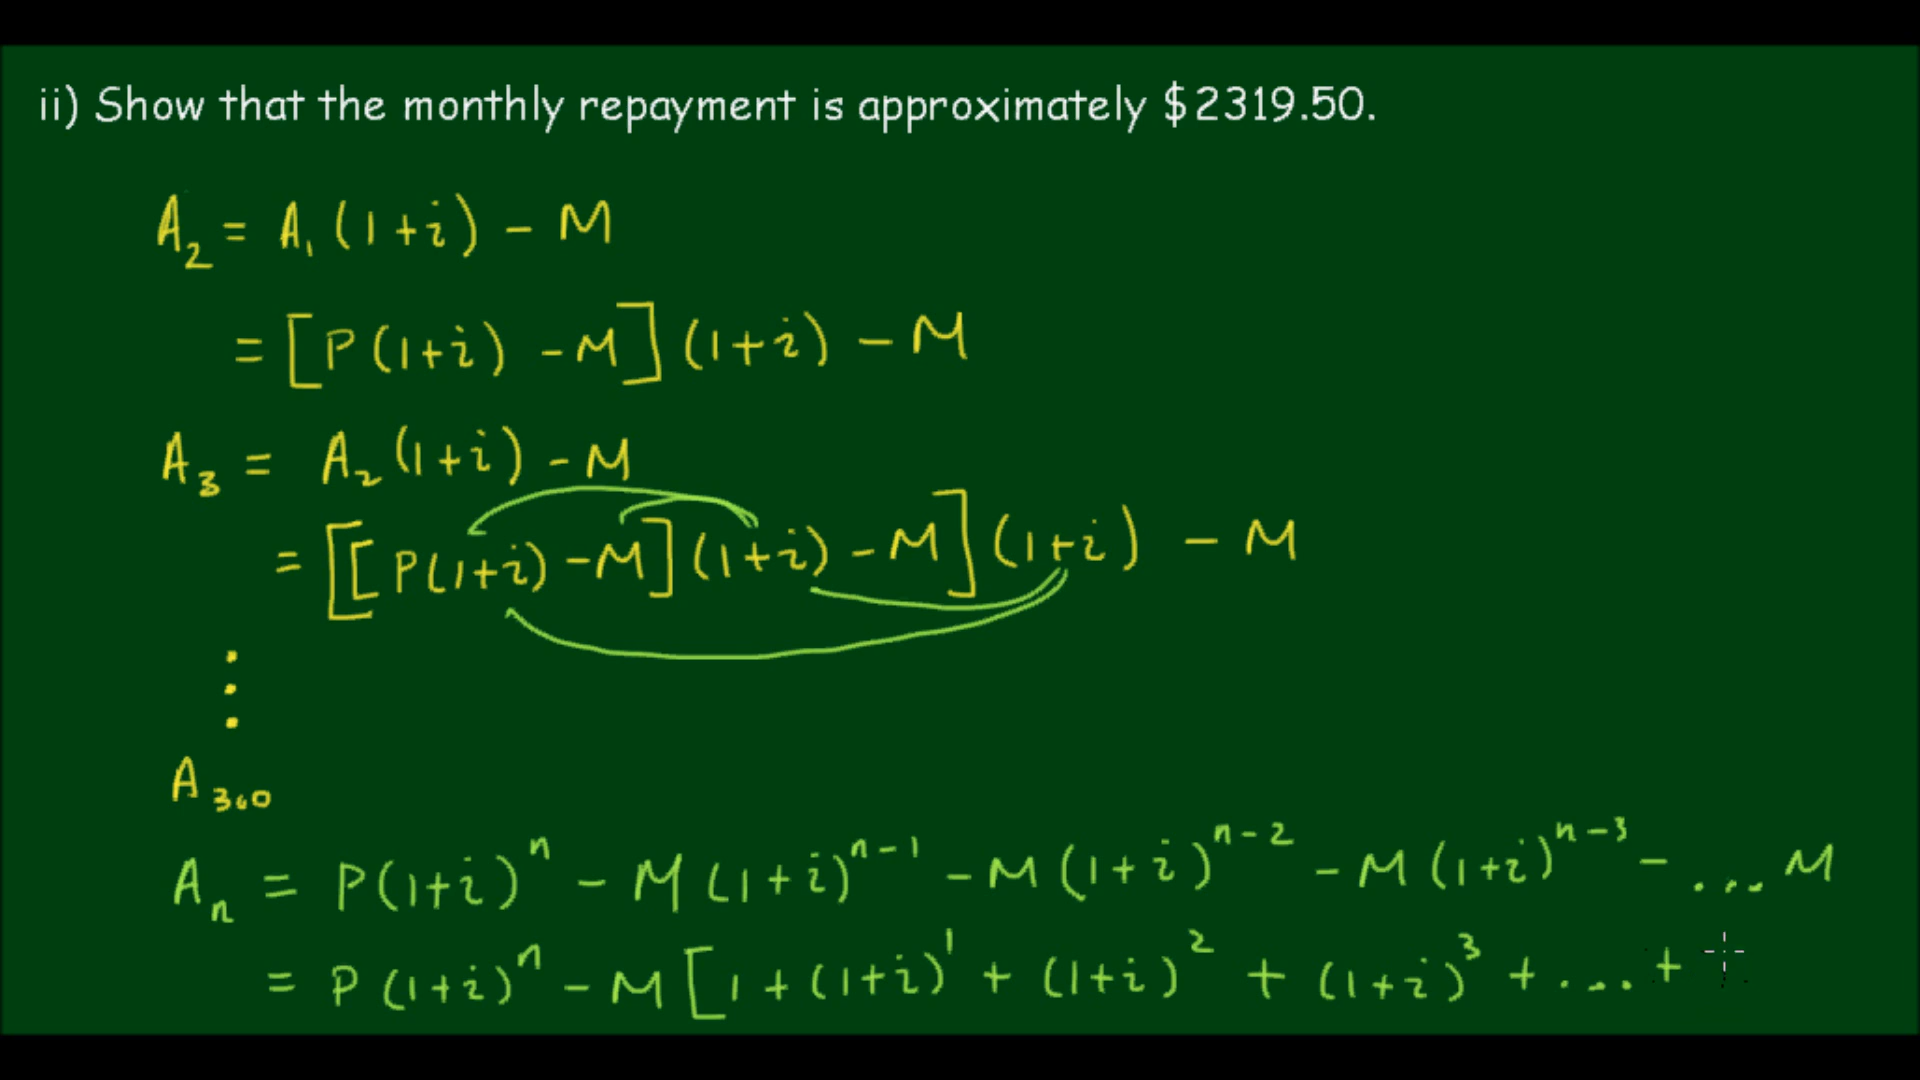 ii) Show that the monthly repayment is approximately $2319.50.
A₂ = A₁(1+i) - M
= [P(1+i) - M](1+i) - M
A₃ = A₂(1+i) - M
= [[P(1+i) - M](1+i) - M](1+i) - M
⋮
A₃₆₀
Aₙ = P(1+i)ⁿ - M(1+i)ⁿ⁻¹ - M(1+i)ⁿ⁻² - M(1+i)ⁿ⁻³ - ... M
= P(1+i)ⁿ - M[1 + (1+i)¹ + (1+i)² + (1+i)³ + ... +